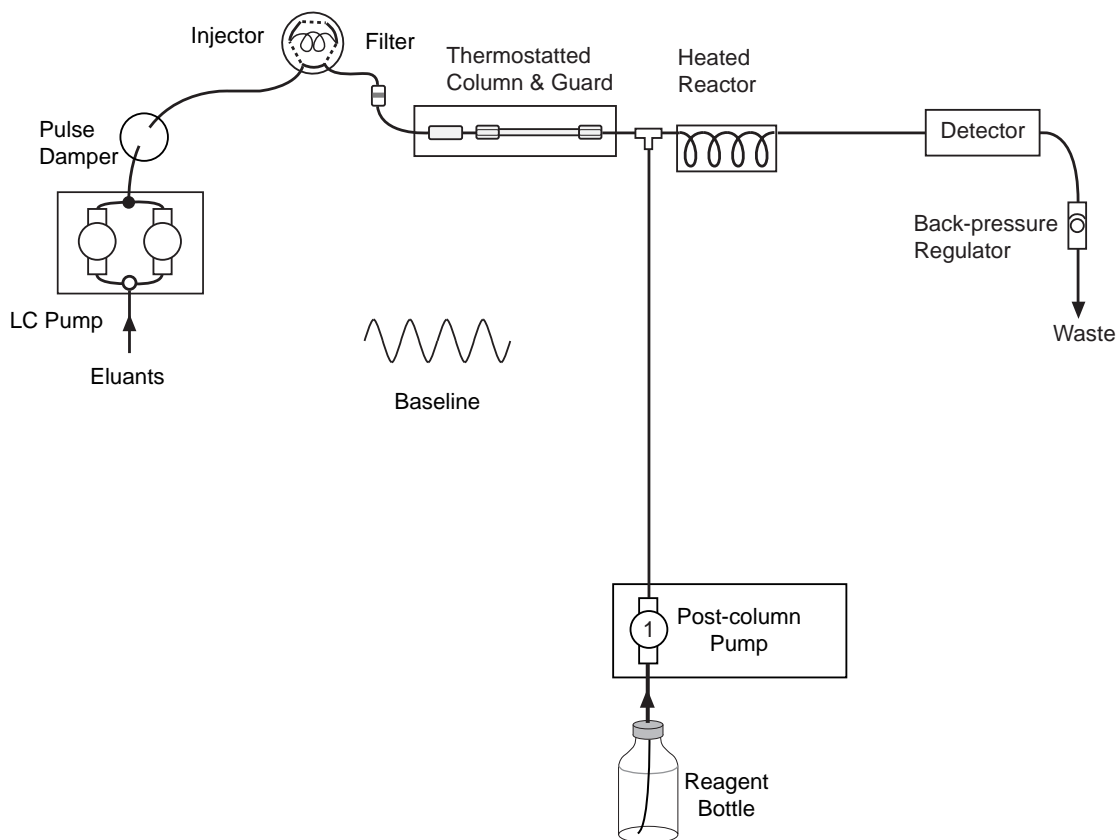 Injector
Filter
Thermostatted
Column & Guard
Heated
Reactor
Pulse
Damper
Detector
Back-pressure
Regulator
LC Pump
Waste
Eluants
Baseline
1
Post-column
Pump
Reagent
Bottle